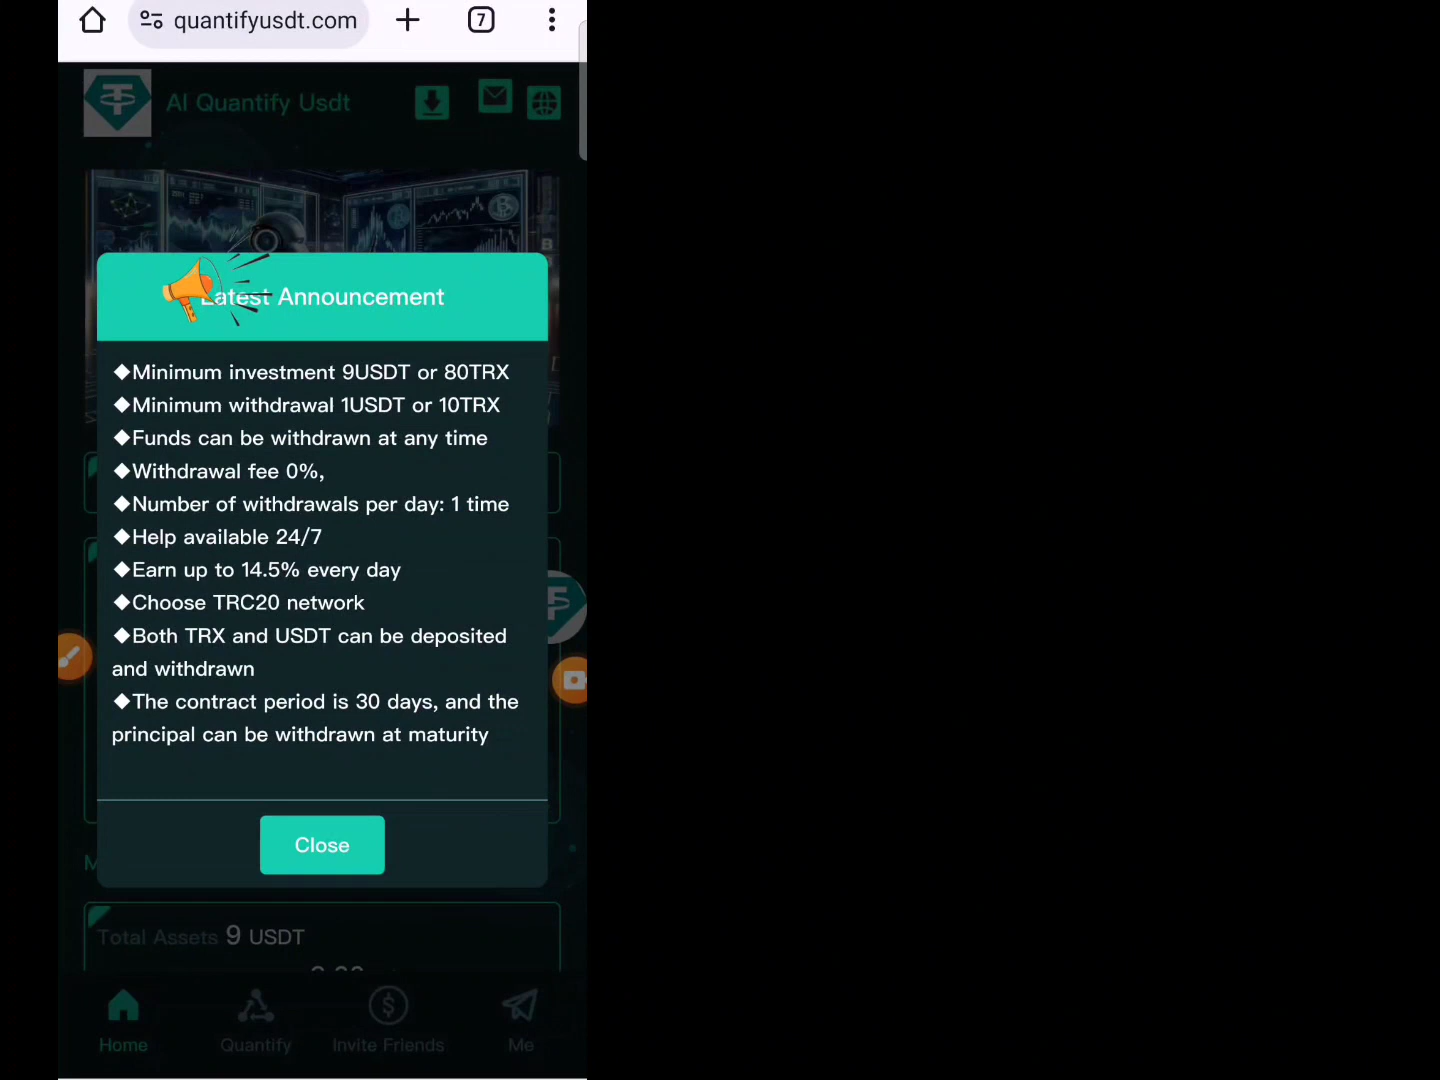 quantifyusdt.com
7
AI Quantify Usdt
Latest Announcement
◆Minimum investment 9USDT or 80TRX
◆Minimum withdrawal 1USDT or 10TRX
◆Funds can be withdrawn at any time
◆Withdrawal fee 0%,
◆Number of withdrawals per day: 1 time
◆Help available 24/7
◆Earn up to 14.5% every day
◆Choose TRC20 network
◆Both TRX and USDT can be deposited
and withdrawn
◆The contract period is 30 days, and the
principal can be withdrawn at maturity
Close
Total Assets 9 USDT
Home
Quantify
Invite Friends
Me